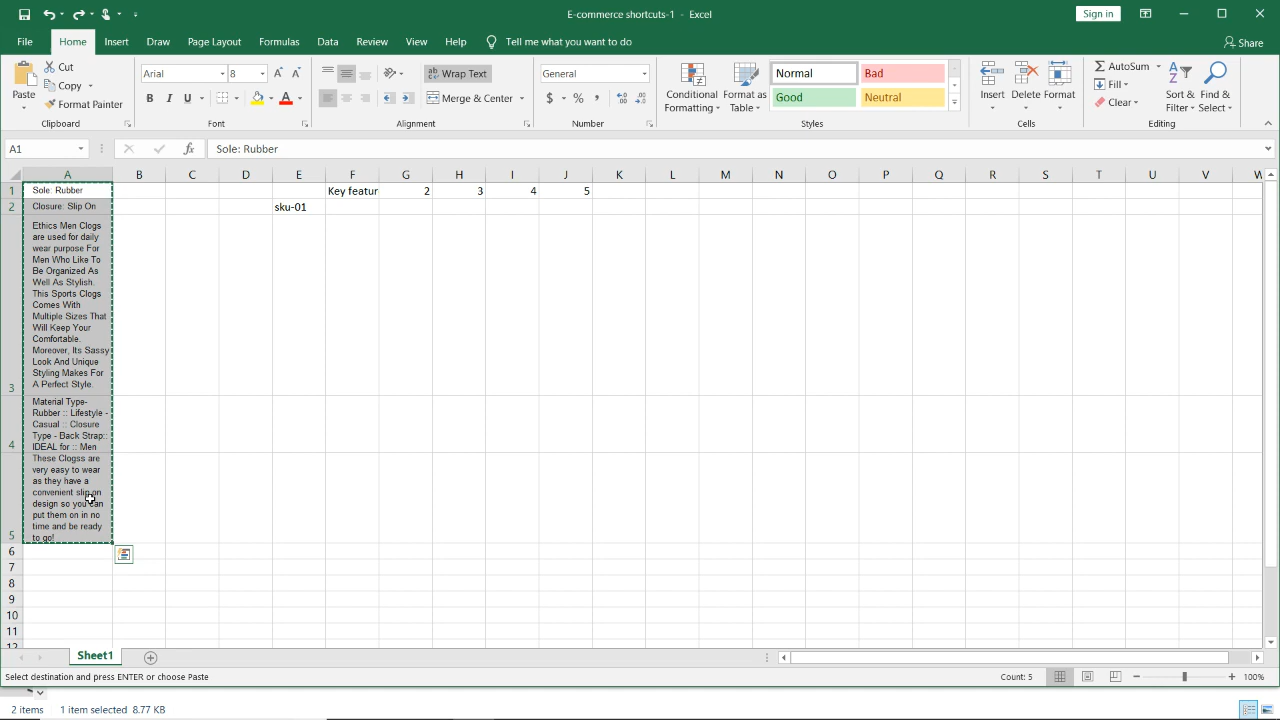 E-commerce shortcuts-1 - Excel
Sign in
File Home Insert Draw Page Layout Formulas Data Review View Help Tell me what you want to do Share
Paste
Cut
Copy
Format Painter
Clipboard
Arial 8
B I U
Font
Wrap Text
Merge & Center
Alignment
General
$ % ,
Number
Conditional Formatting
Format as Table
Normal Bad
Good Neutral
Styles
Insert Delete Format
Cells
AutoSum
Fill
Clear
Sort & Filter
Find & Select
Editing
A1 fx Sole: Rubber
A B C D E F G H I J K L M N O P Q R S T U V W
1 Sole: Rubber Key featur 2 3 4 5
2 Closure: Slip On sku-01
Ethics Men Clogs
are used for daily
wear purpose For
Men Who Like To
Be Organized As
Well As Stylish.
This Sports Clogs
Comes With
Multiple Sizes That
Will Keep Your
Comfortable.
Moreover, Its Sassy
Look And Unique
Styling Makes For
3 A Perfect Style.
Material Type-
Rubber :: Lifestyle -
Casual :: Closure
Type - Back Strap::
4 IDEAL for :: Men
These Clogss are
very easy to wear
as they have a
convenient slip on
design so you can
put them on in no
time and be ready
5 to go!
6
7
8
9
10
11
12
Sheet1
Select destination and press ENTER or choose Paste Count: 5 100%
2 items 1 item selected 8.77 KB